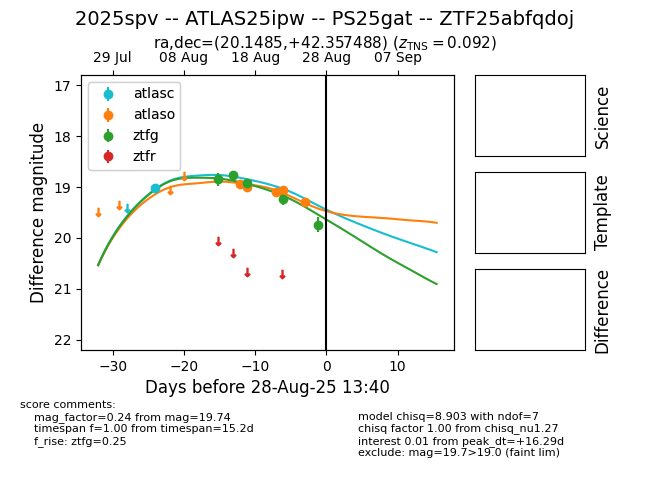 2025spv -- ATLAS25ipw -- PS25gat -- ZTF25abfqdoj
ra,dec=(20.1485,+42.357488) (z_TNS = 0.092)
29 Jul 08 Aug 18 Aug 28 Aug 07 Sep
atlasc
atlaso
ztfg
ztfr
17
18
19
20
21
22
Difference magnitude
−30 −20 −10 0 10
Days before 28-Aug-25 13:40
Science
Template
Difference
score comments:
mag_factor=0.24 from mag=19.74
timespan f=1.00 from timespan=15.2d
f_rise: ztfg=0.25
model chisq=8.903 with ndof=7
chisq factor 1.00 from chisq_nu1.27
interest 0.01 from peak_dt=+16.29d
exclude: mag=19.7>19.0 (faint lim)